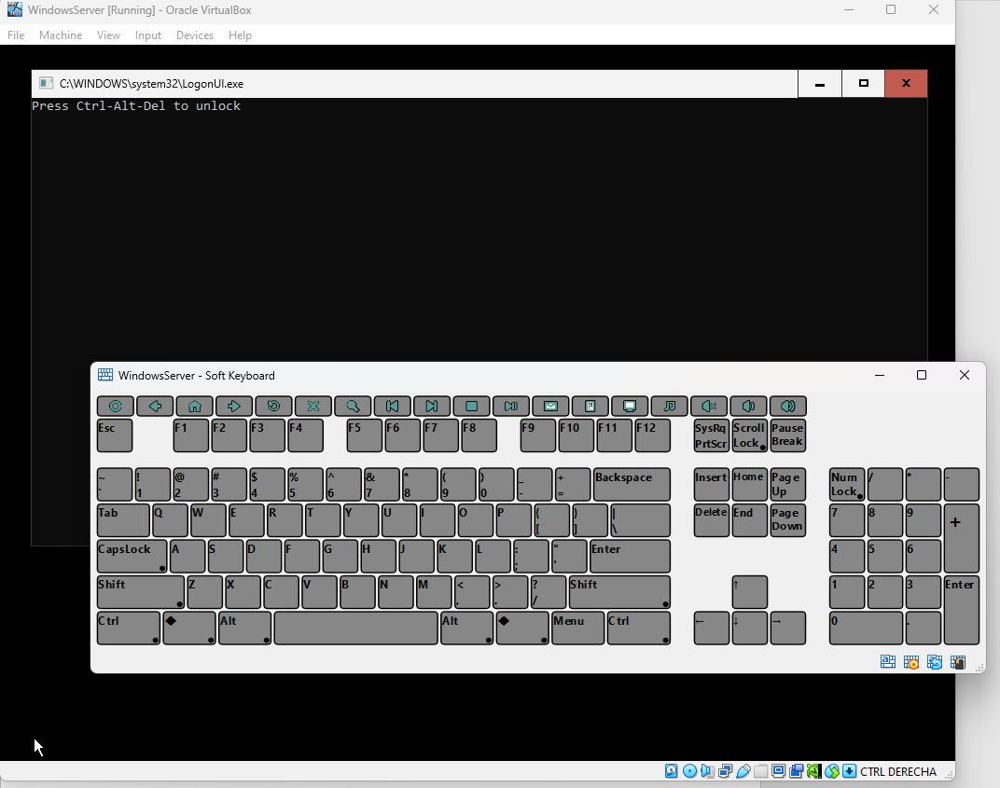 WindowsServer [Running] - Oracle VirtualBox
File Machine View Input Devices Help
C:\WINDOWS\system32\LogonUI.exe
Press Ctrl-Alt-Del to unlock
WindowsServer - Soft Keyboard
Esc F1 F2 F3 F4 F5 F6 F7 F8 F9 F10 F11 F12 SysRq Scroll Pause
PrtScr Lock Break
~ ! @ # $ % ^ & * ( ) _ + Backspace Insert Home Page Num / * -
` 1 2 3 4 5 6 7 8 9 0 - = Up Lock
Tab Q W E R T Y U I O P { } | Delete End Page 7 8 9 +
[ ] \ Down
CapsLock A S D F G H J K L : " Enter 4 5 6
; '
Shift Z X C V B N M < > ? Shift ↑ 1 2 3 Enter
, . /
Ctrl ◆ Alt Alt ◆ Menu Ctrl ← ↓ → 0 .
CTRL DERECHA